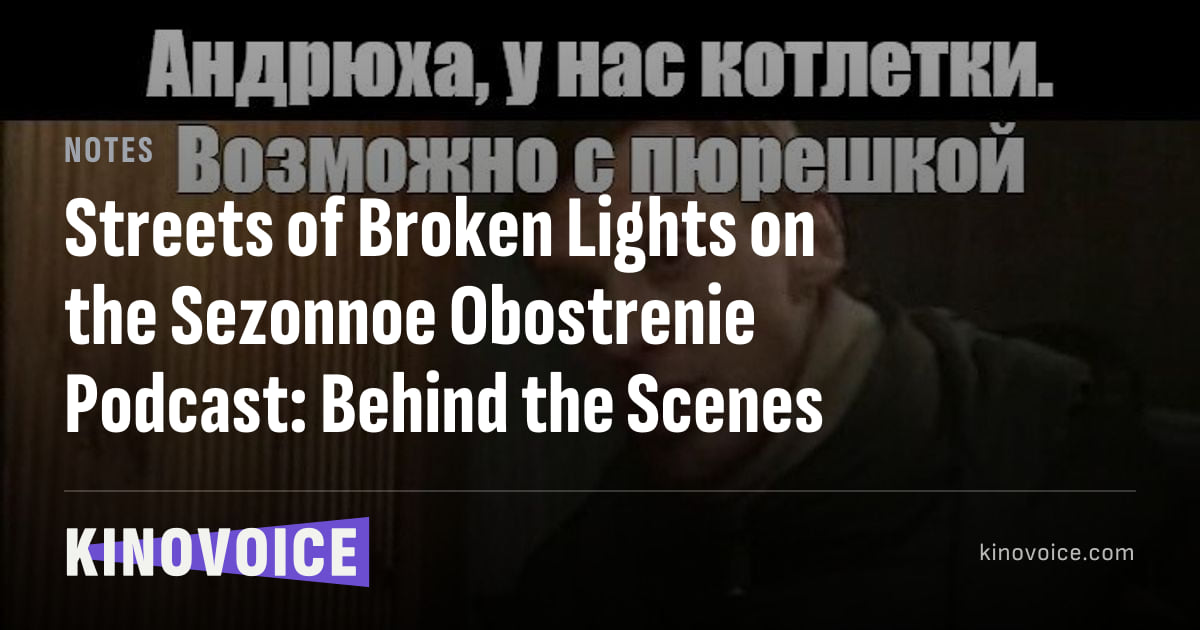 Андрюха, у нас котлетки.
Возможно с пюрешкой
NOTES
Streets of Broken Lights on
the Sezonnoe Obostrenie
Podcast: Behind the Scenes
KINOVOICE
kinovoice.com